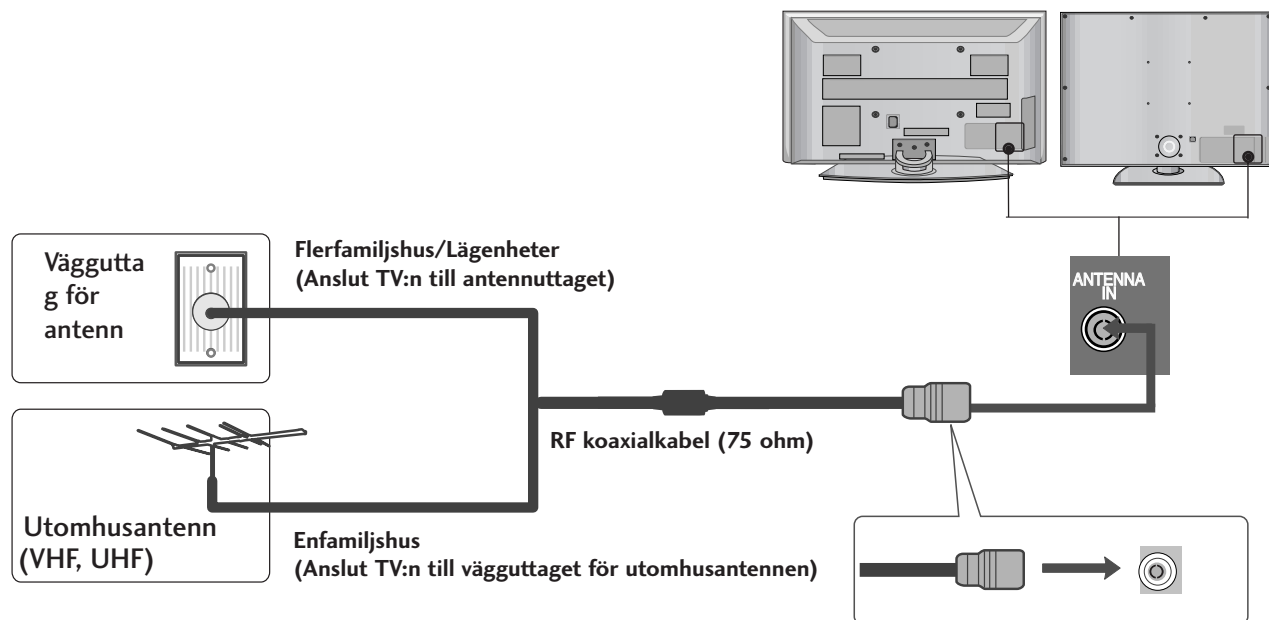 Väggutta
g för
antenn
Flerfamiljshus/Lägenheter
(Anslut TV:n till antennuttaget)
ANTENNA
IN
RF koaxialkabel (75 ohm)
Utomhusantenn
(VHF, UHF)
Enfamiljshus
(Anslut TV:n till vägguttaget för utomhusantennen)